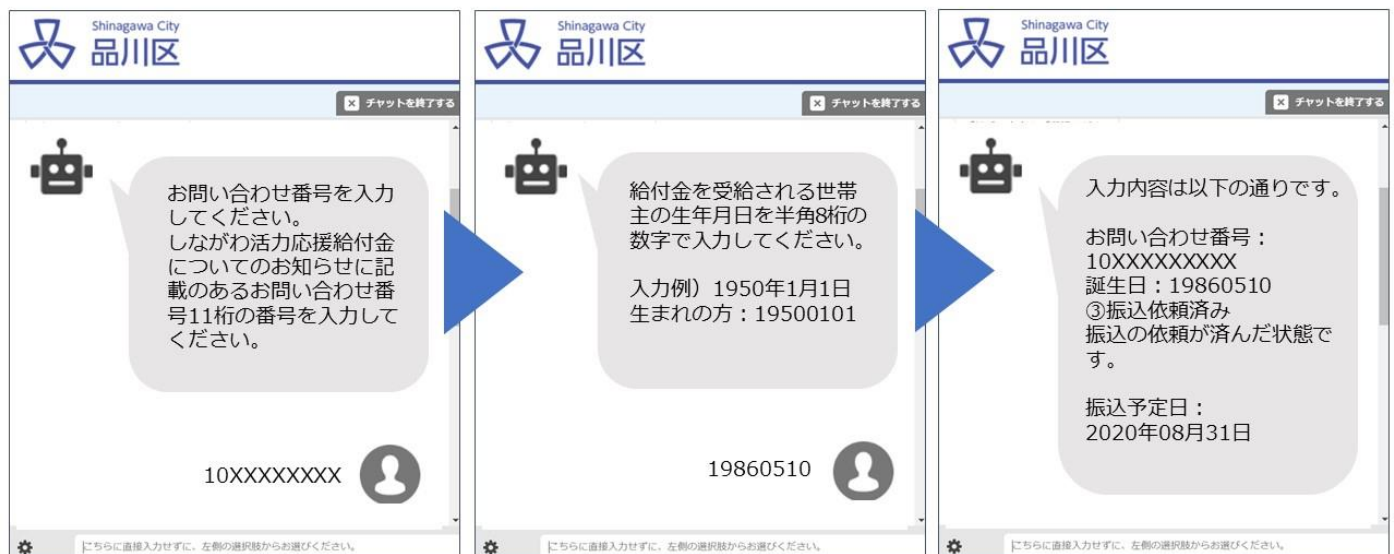 Shinagawa City
品川区
チャットを終了する
お問い合わせ番号を入力
してください。
しながわ活力応援給付金
についてのお知らせに記
載のあるお問い合わせ番
号11桁の番号を入力して
ください。
10XXXXXXXX
こちらに直接入力せずに、左側の選択肢からお選びください。
Shinagawa City
品川区
チャットを終了する
給付金を受給される世帯
主の生年月日を半角8桁の
数字で入力してください。
入力例）1950年1月1日
生まれの方：19500101
19860510
こちらに直接入力せずに、左側の選択肢からお選びください。
Shinagawa City
品川区
チャットを終了する
入力内容は以下の通りです。
お問い合わせ番号：
10XXXXXXXXX
誕生日：19860510
③振込依頼済み
振込の依頼が済んだ状態で
す。
振込予定日：
2020年08月31日
こちらに直接入力せずに、左側の選択肢からお選びください。